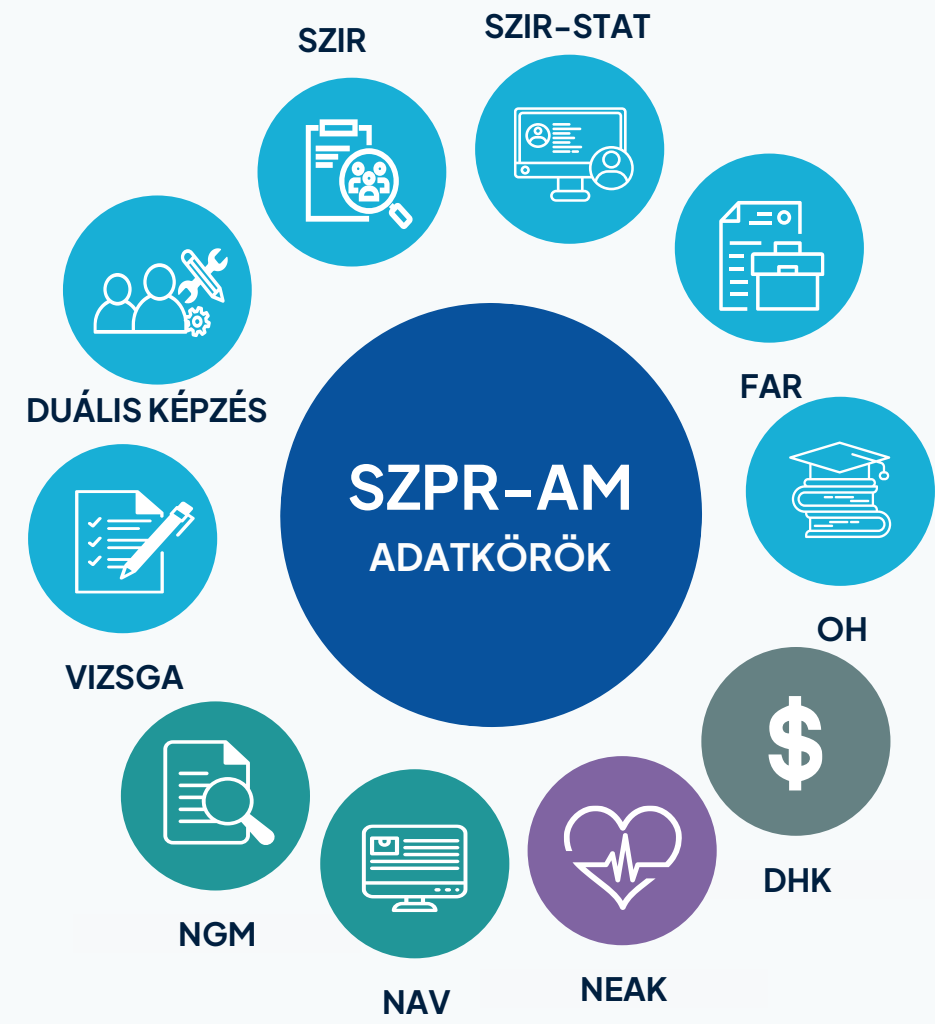 SZIR
SZIR-STAT
DUÁLIS KÉPZÉS
FAR
SZPR-AM
ADATKÖRÖK
OH
VIZSGA
DHK
NGM
NEAK
NAV